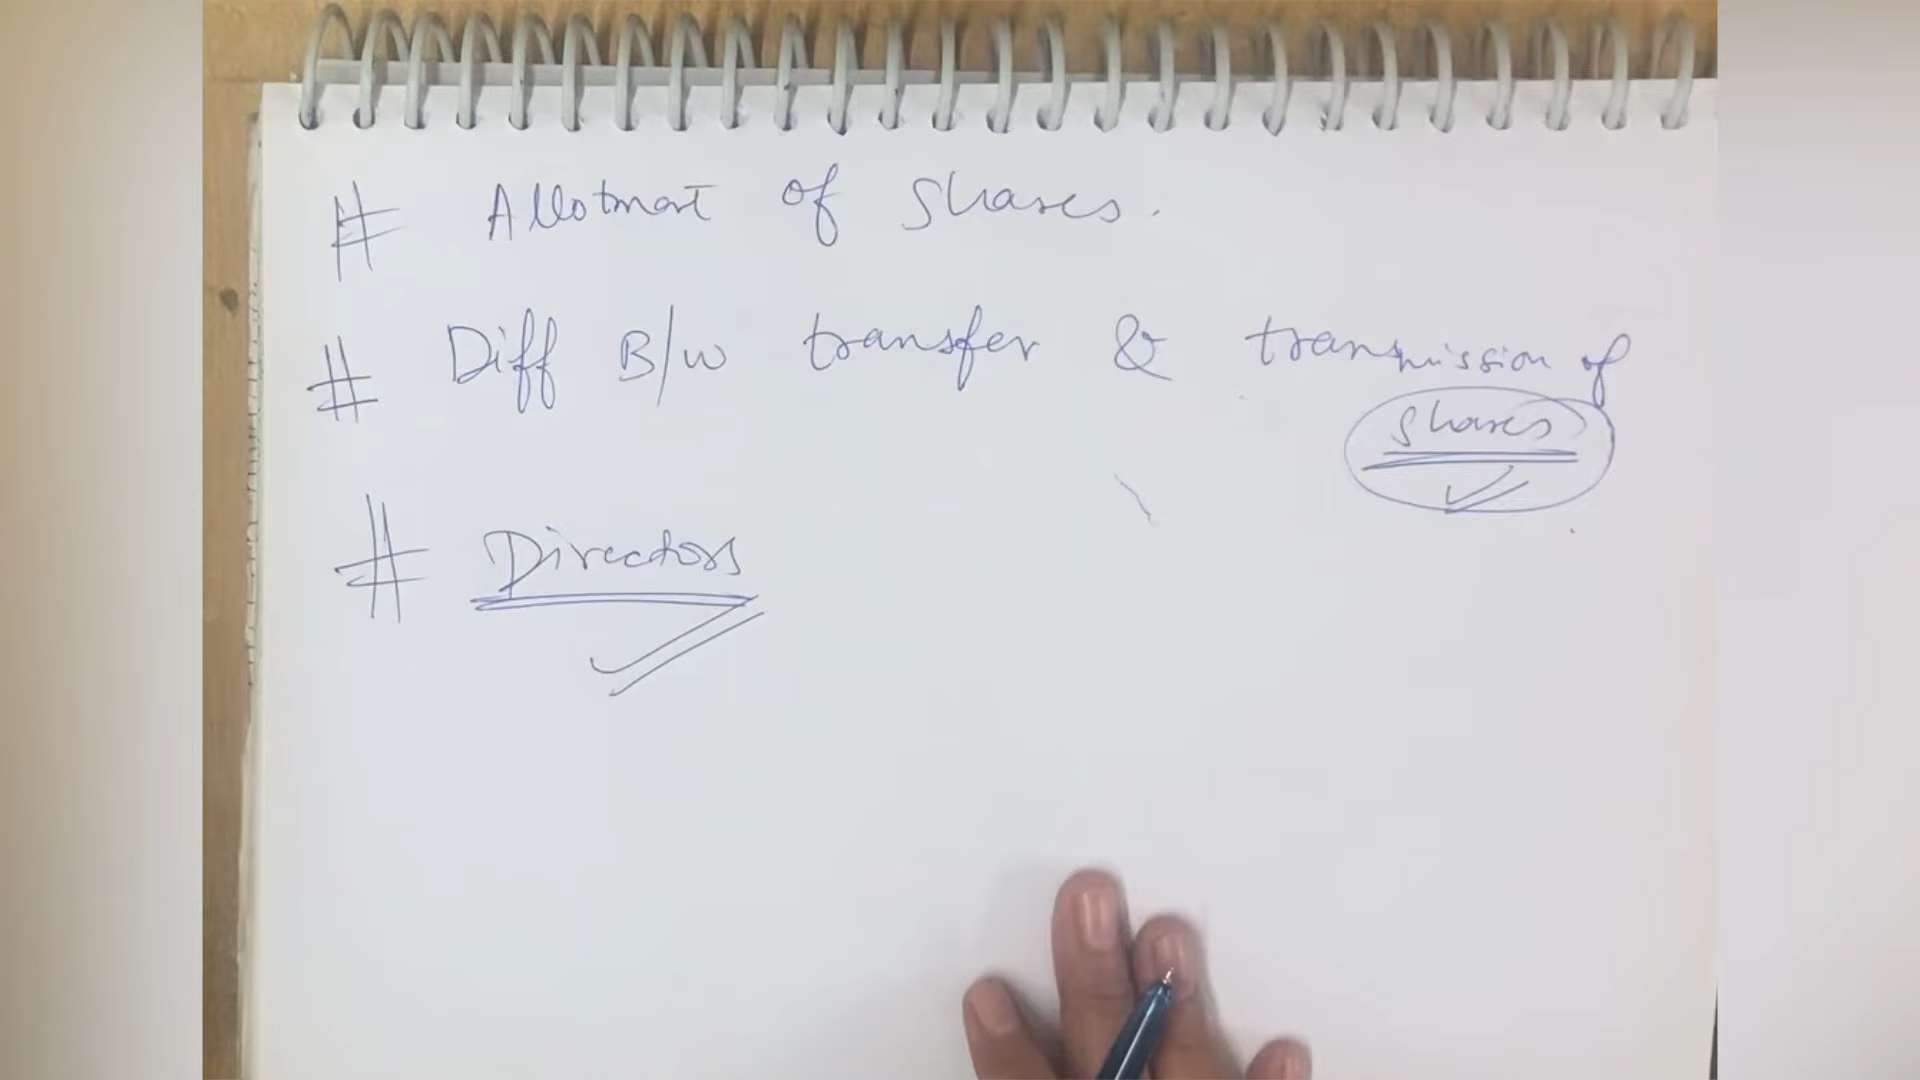 # Allotment of shares.
# Diff B/w transfer & transmission of
shares
# Directors